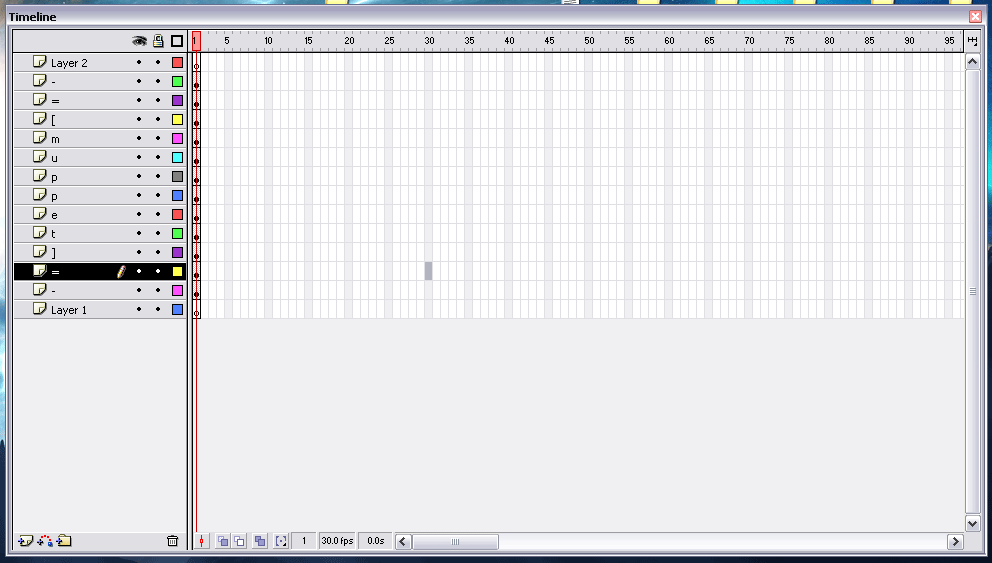 Timeline
1 5 10 15 20 25 30 35 40 45 50 55 60 65 70 75 80 85 90 95
Layer 2
-
=
[
m
u
p
p
e
t
]
=
-
Layer 1
1 30.0 fps 0.0s